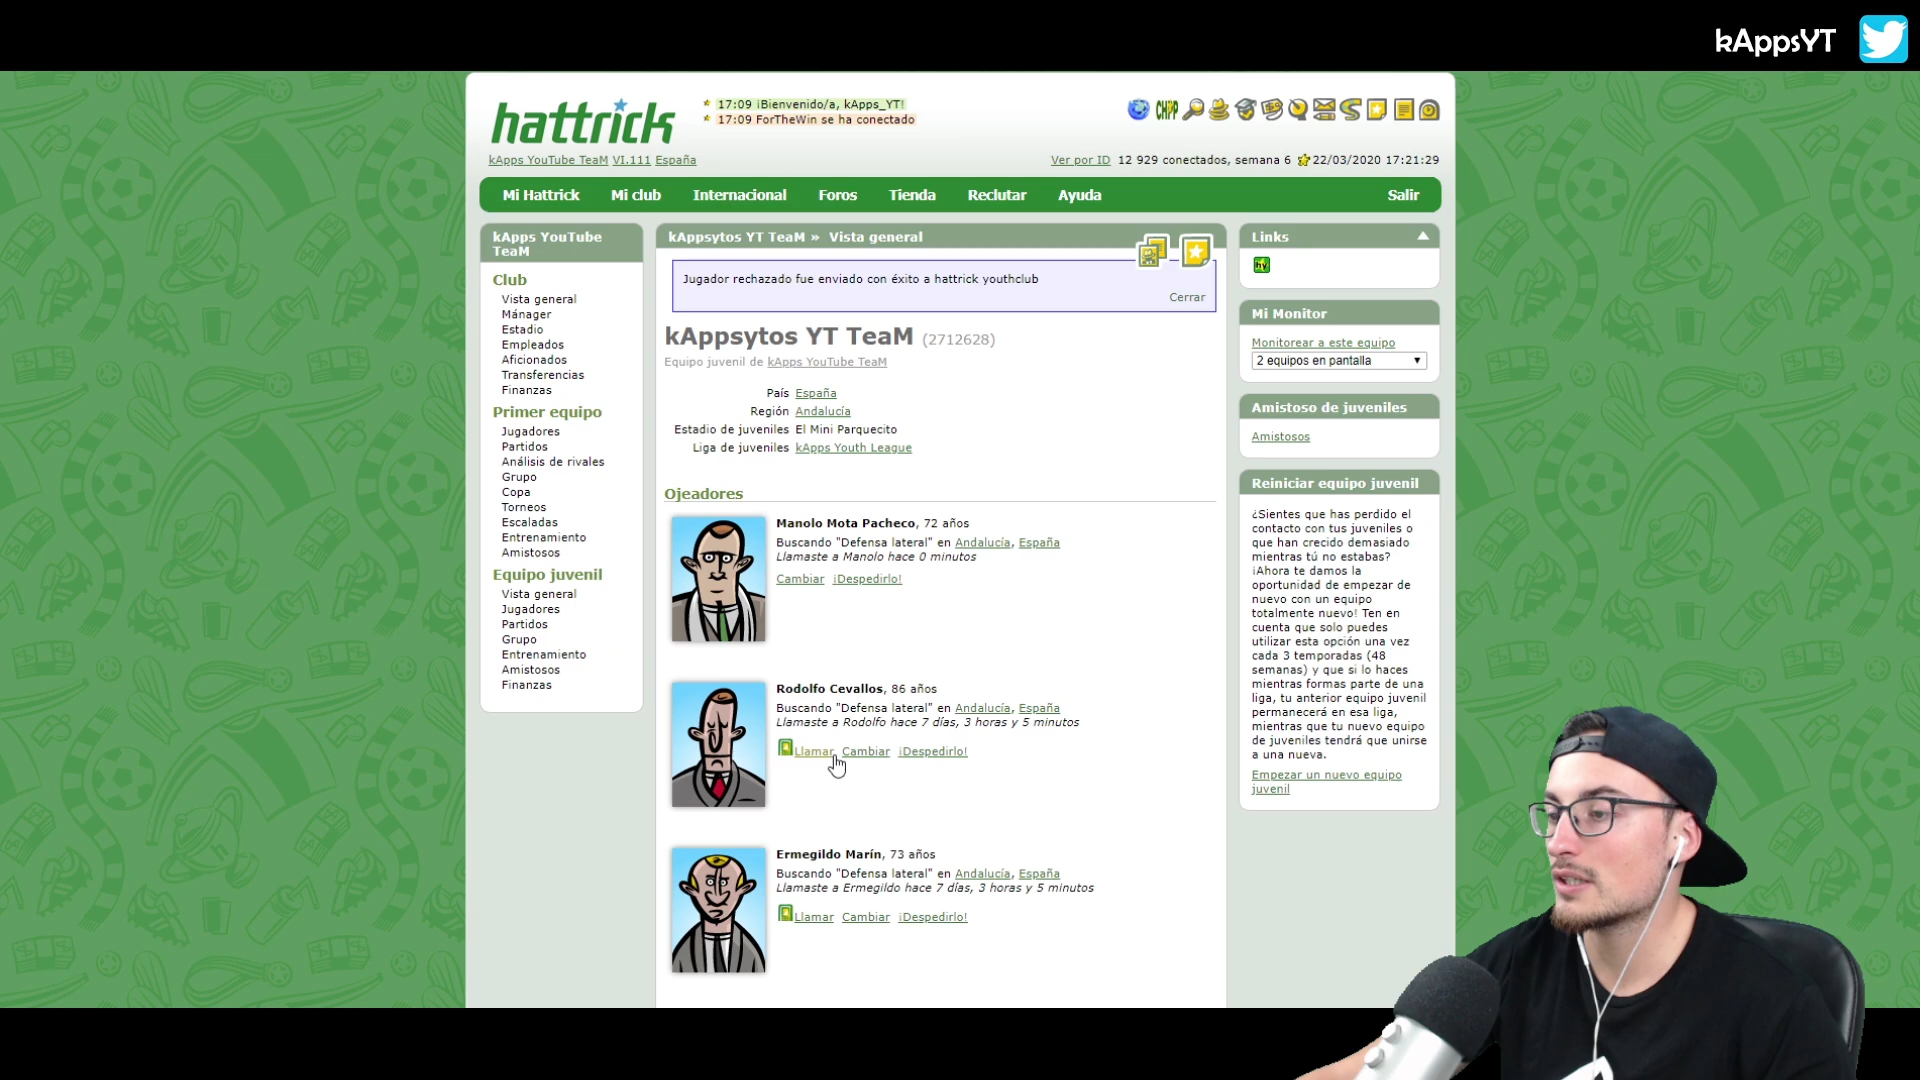 kAppsYT
hattrick
17:09 ¡Bienvenido/a, kApps_YT!
17:09 ForTheWin se ha conectado
CHPP
kApps YouTube TeaM VI.111 España
Ver por ID 12 929 conectados, semana 6 22/03/2020 17:21:29
Mi Hattrick Mi club Internacional Foros Tienda Reclutar Ayuda Salir
kApps YouTube
TeaM
Club
Vista general
Mánager
Estadio
Empleados
Aficionados
Transferencias
Finanzas
Primer equipo
Jugadores
Partidos
Análisis de rivales
Grupo
Copa
Torneos
Escaladas
Entrenamiento
Amistosos
Equipo juvenil
Vista general
Jugadores
Partidos
Grupo
Entrenamiento
Amistosos
Finanzas
kAppsytos YT TeaM » Vista general
Jugador rechazado fue enviado con éxito a hattrick youthclub
Cerrar
kAppsytos YT TeaM (2712628)
Equipo juvenil de kApps YouTube TeaM
País España
Región Andalucía
Estadio de juveniles El Mini Parquecito
Liga de juveniles kApps Youth League
Ojeadores
Manolo Mota Pacheco, 72 años
Buscando "Defensa lateral" en Andalucía, España
Llamaste a Manolo hace 0 minutos
Cambiar ¡Despedirlo!
Rodolfo Cevallos, 86 años
Buscando "Defensa lateral" en Andalucía, España
Llamaste a Rodolfo hace 7 días, 3 horas y 5 minutos
Llamar Cambiar ¡Despedirlo!
Ermegildo Marín, 73 años
Buscando "Defensa lateral" en Andalucía, España
Llamaste a Ermegildo hace 7 días, 3 horas y 5 minutos
Llamar Cambiar ¡Despedirlo!
Links
hy
Mi Monitor
Monitorear a este equipo
2 equipos en pantalla
Amistoso de juveniles
Amistosos
Reiniciar equipo juvenil
¿Sientes que has perdido el
contacto con tus juveniles o
que han crecido demasiado
mientras tú no estabas?
¡Ahora te damos la
oportunidad de empezar de
nuevo con un equipo
totalmente nuevo! Ten en
cuenta que solo puedes
utilizar esta opción una vez
cada 3 temporadas (48
semanas) y que si lo haces
mientras formas parte de una
liga, tu anterior equipo juvenil
permanecerá en esa liga,
mientras que tu nuevo equipo
de juveniles tendrá que unirse
a una nueva.
Empezar un nuevo equipo
juvenil